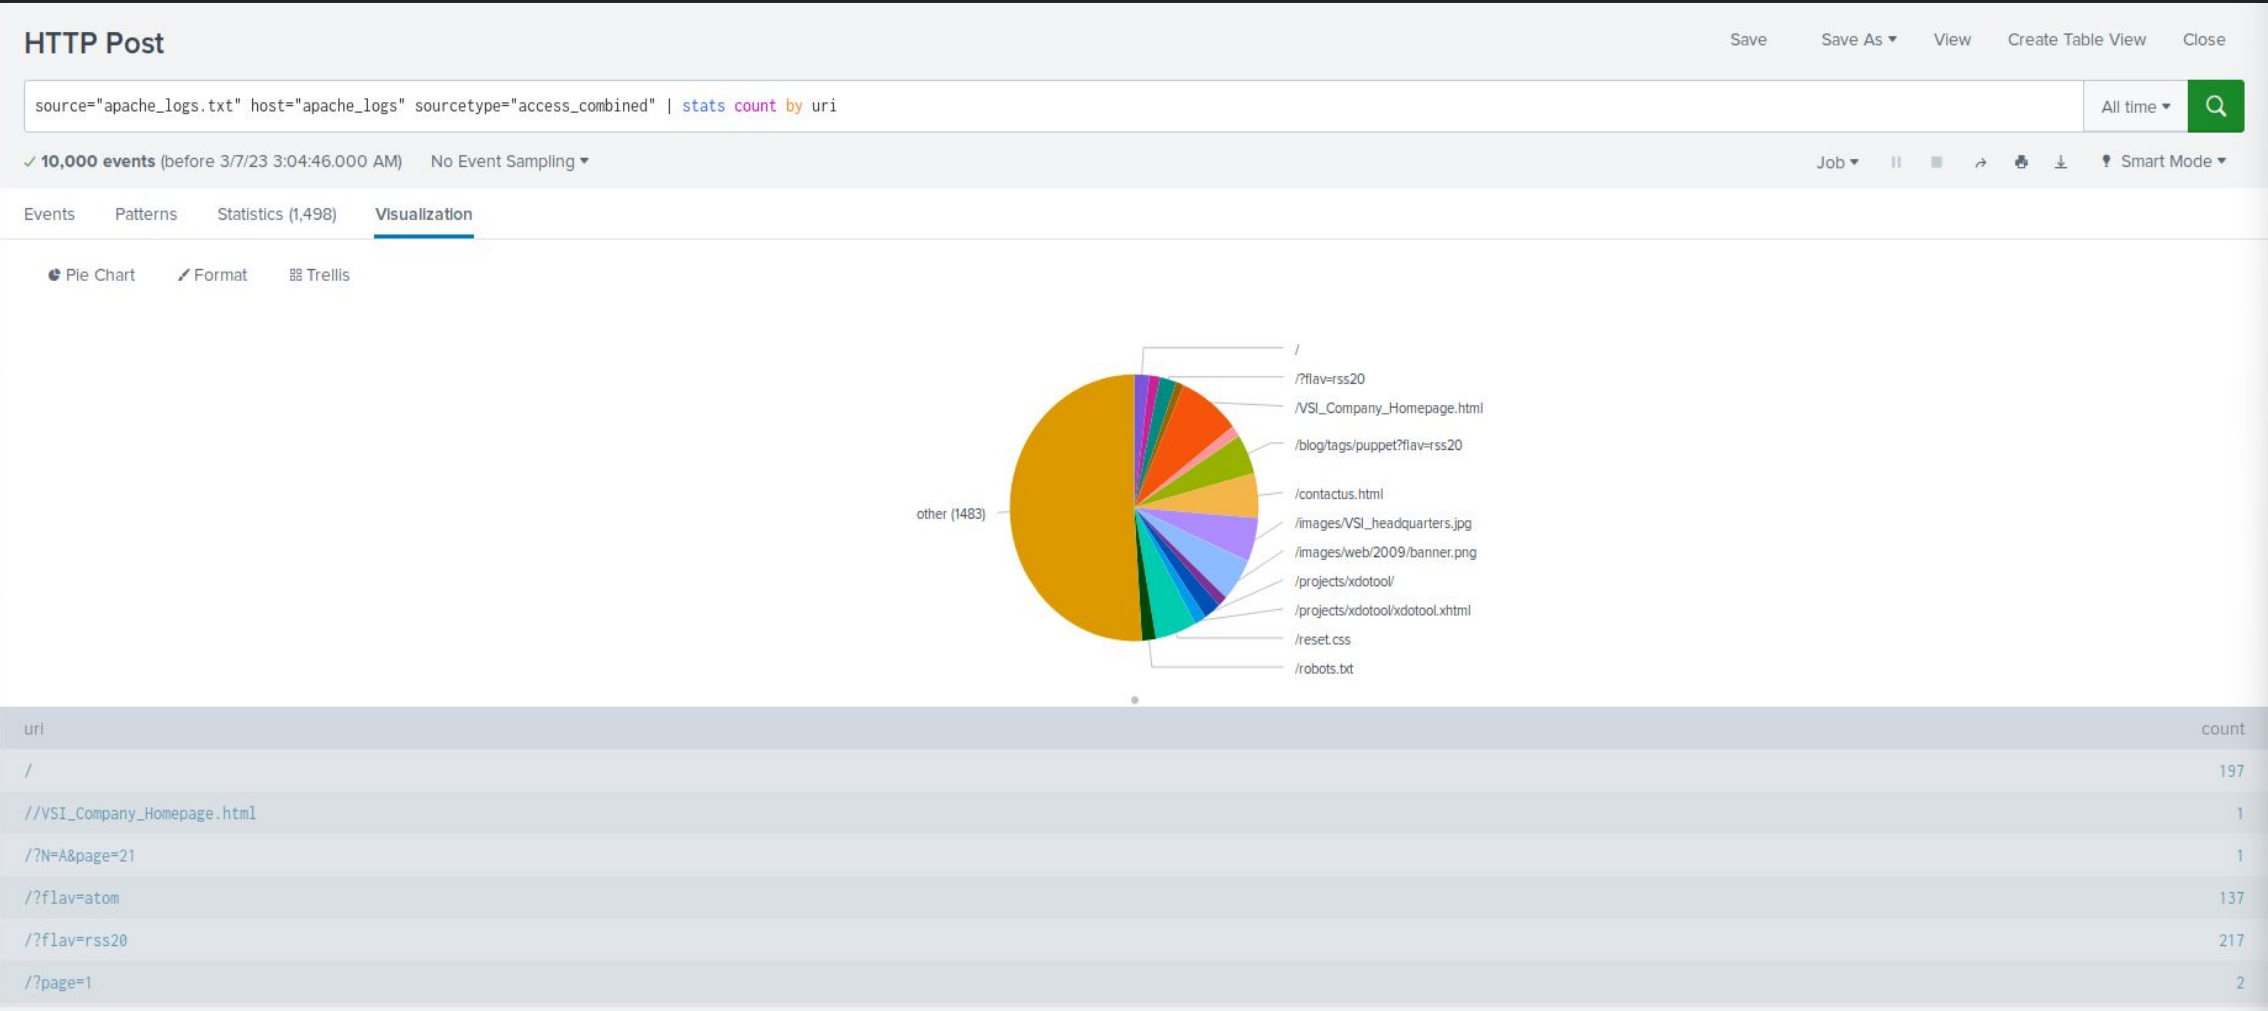 HTTP Post
Save Save As View Create Table View Close
source="apache_logs.txt" host="apache_logs" sourcetype="access_combined" | stats count by uri
All time
10,000 events (before 3/7/23 3:04:46.000 AM) No Event Sampling
Job Smart Mode
Events Patterns Statistics (1,498) Visualization
Pie Chart Format Trellis
/
/?flav=rss20
/VSI_Company_Homepage.html
/blog/tags/puppet?flav=rss20
/contactus.html
other (1483)
/images/VSI_headquarters.jpg
/images/web/2009/banner.png
/projects/xdotool/
/projects/xdotool/xdotool.xhtml
/reset.css
/robots.txt
uri count
/ 197
//VSI_Company_Homepage.html 1
/?N=A&page=21 1
/?flav=atom 137
/?flav=rss20 217
/?page=1 2